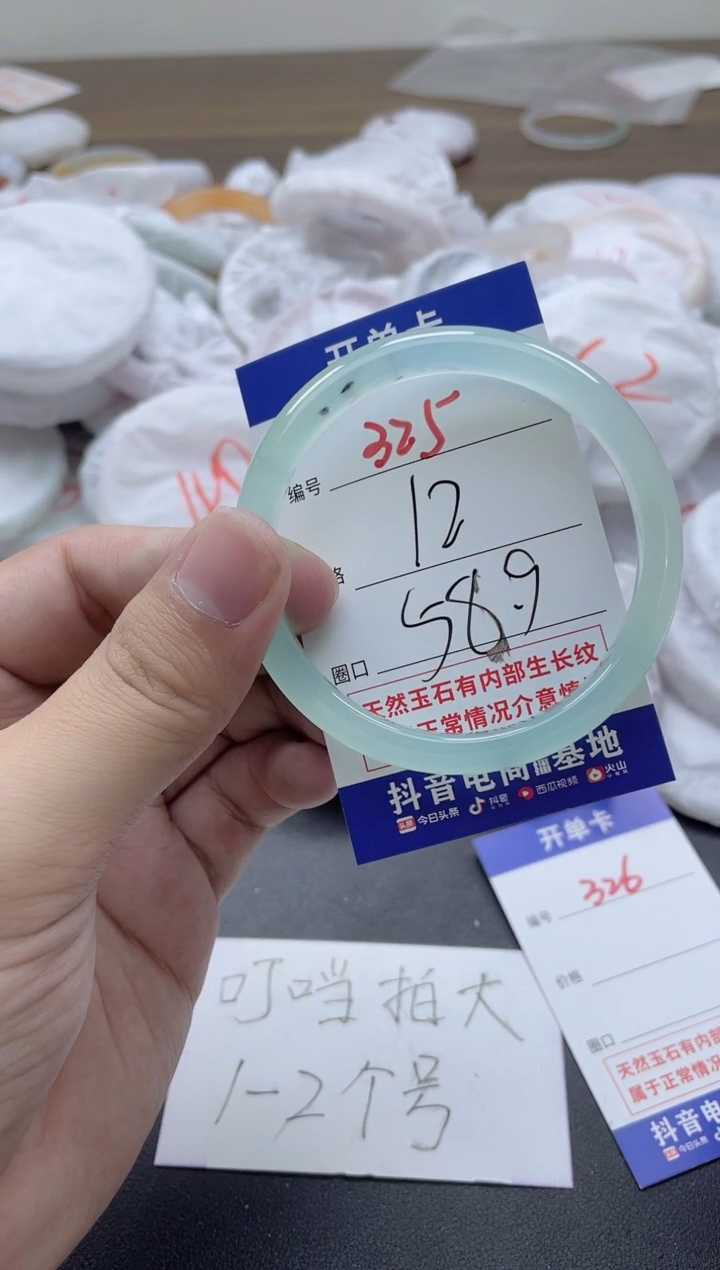 开单卡
325
编号
12
格
58.9
圈口
天然玉石有内部生长纹
正常情况介意慎
抖音电商直播基地
头条 今日头条 抖音 西瓜视频 火山
开单卡
326
编号
价格
圈口
天然玉石有内部
属于正常情况
抖音电
今日头条
叮当拍大
1-2个号